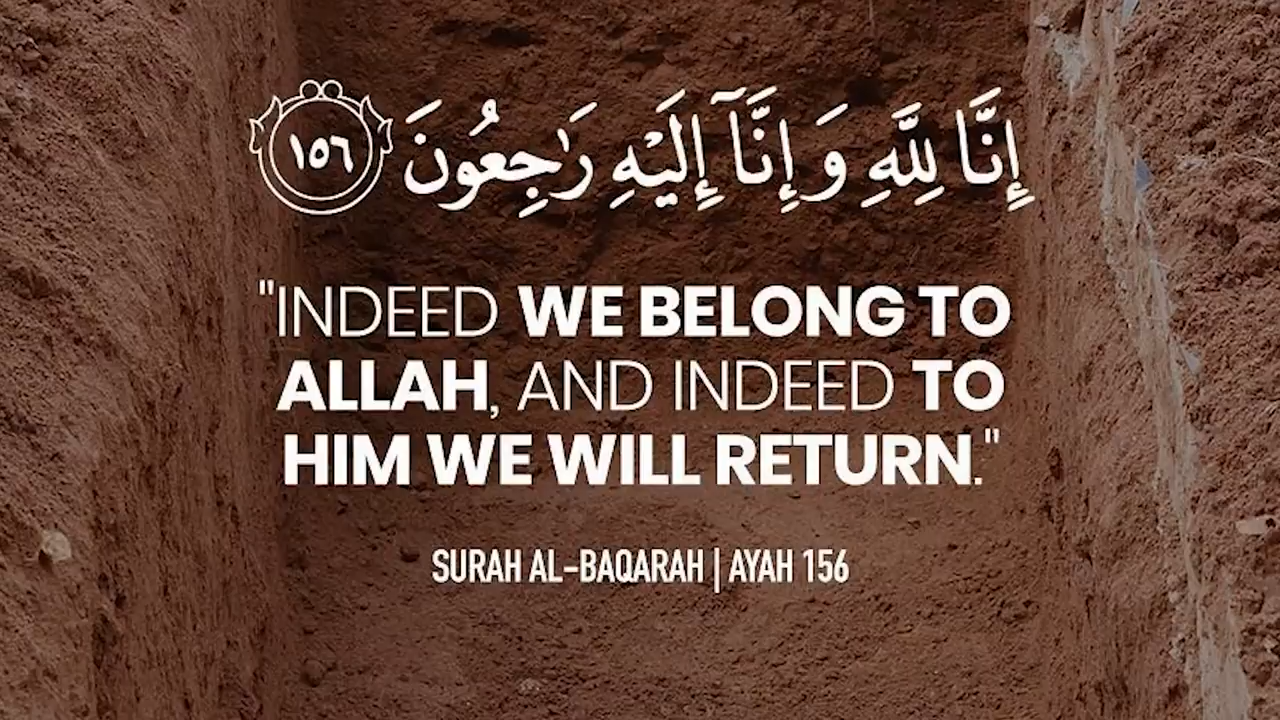 إِنَّا لِلَّهِ وَإِنَّآ إِلَيْهِ رَٰجِعُونَ ١٥٦
"INDEED WE BELONG TO
ALLAH, AND INDEED TO
HIM WE WILL RETURN."
SURAH AL-BAQARAH | AYAH 156